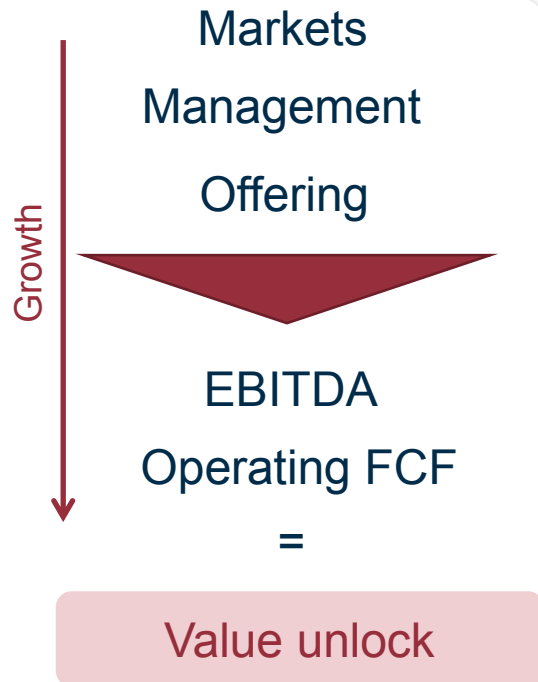 Markets
Management
Offering
Growth
EBITDA
Operating FCF
=
Value unlock